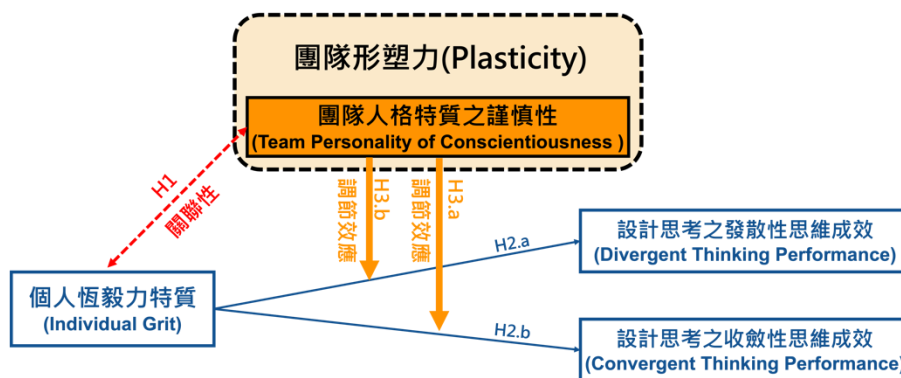 團隊形塑力(Plasticity)
團隊人格特質之謹慎性
(Team Personality of Conscientiousness )
H1
關聯性
H3.b
調節效應
H3.a
調節效應
H2.a
H2.b
個人恆毅力特質
(Individual Grit)
設計思考之發散性思維成效
(Divergent Thinking Performance)
設計思考之收斂性思維成效
(Convergent Thinking Performance)